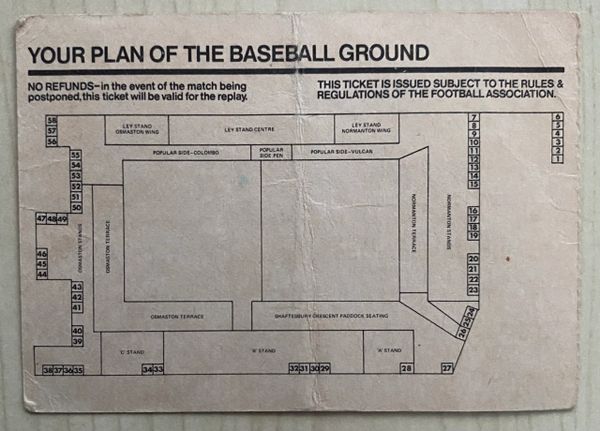 YOUR PLAN OF THE BASEBALL GROUND
NO REFUNDS-in the event of the match being
postponed, this ticket will be valid for the replay.
THIS TICKET IS ISSUED SUBJECT TO THE RULES &
REGULATIONS OF THE FOOTBALL ASSOCIATION.
58
57
56
LEY STAND
OSMASTON WING
LEY STAND CENTRE
LEY STAND
NORMANTON WING
7
8
9
10
11
12
13
14
15
6
5
4
3
2
1
POPULAR SIDE-COLOMBO
POPULAR
SIDE PEN
POPULAR SIDE-VULCAN
55
54
53
52
51
50
47 48 49
46
45
44
43
42
41
40
39
OSMASTON STANDS
OSMASTON TERRACE
NORMANTON TERRACE
NORMANTON STANDS
16
17
18
19
20
21
22
23
OSMASTON TERRACE
SHAFTESBURY CRESCENT PADDOCK SEATING
26 25 24
'C' STAND
'B' STAND
'A' STAND
38 37 36 35
34 33
32 31 30 29
28
27